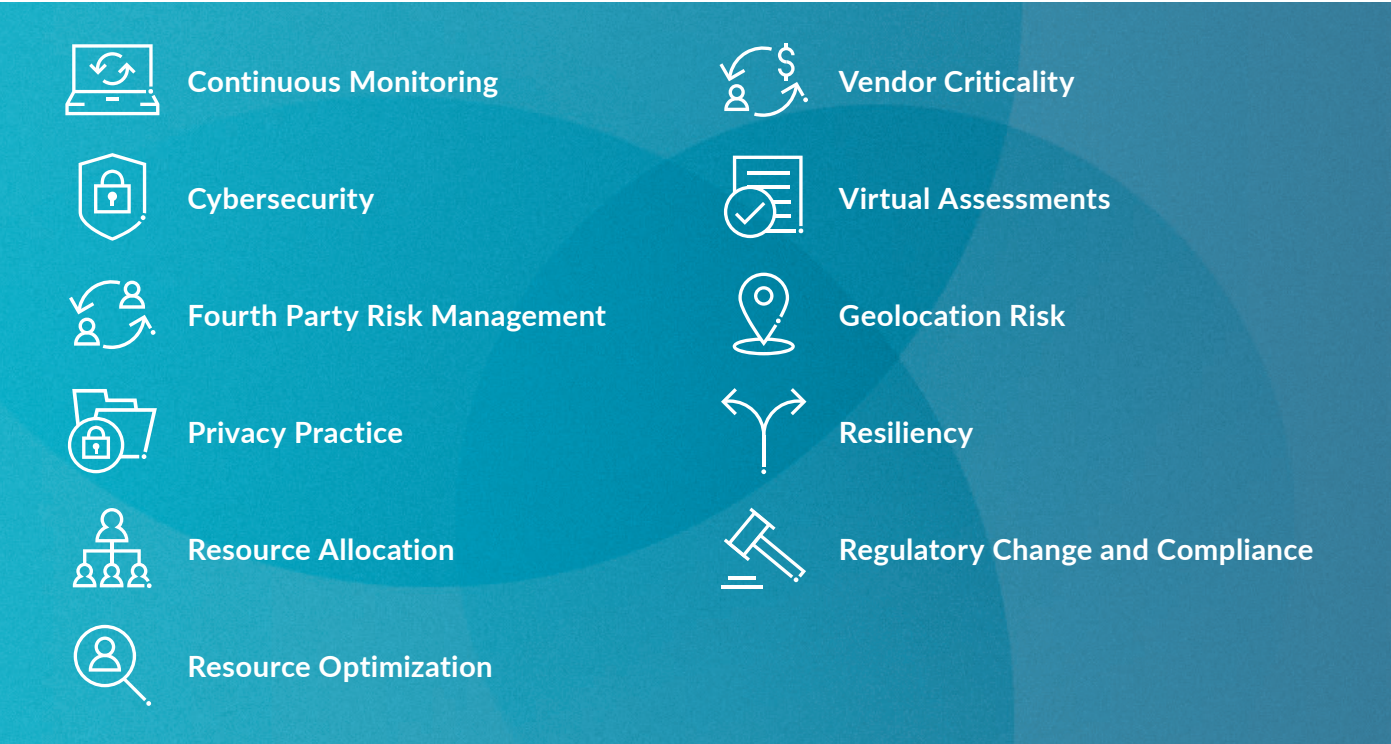 Continuous Monitoring
Cybersecurity
Fourth Party Risk Management
Privacy Practice
Resource Allocation
Resource Optimization
Vendor Criticality
Virtual Assessments
Geolocation Risk
Resiliency
Regulatory Change and Compliance